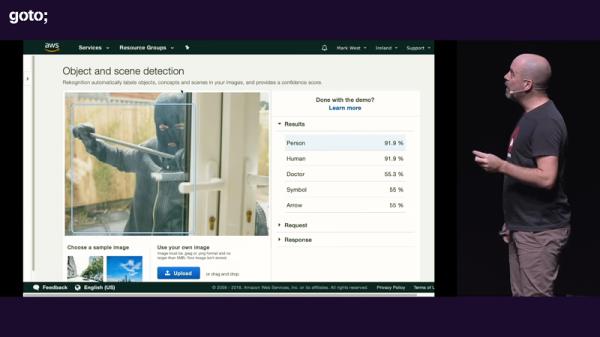 goto;
aws
Services
Resource Groups
Mark West
Ireland
Support
Object and scene detection
Rekognition automatically labels objects, concepts and scenes in your images, and provides a confidence score.
Done with the demo?
Learn more
Results
Person 91.9 %
Human 91.9 %
Doctor 55.3 %
Symbol 55 %
Arrow 55 %
Request
Response
Choose a sample image
Use your own image
Image must be .jpeg or .png format and no
larger than 5MB. Your image isn't stored.
Upload
or drag and drop.
Feedback
English (US)
© 2008 - 2018, Amazon Web Services, Inc. or its affiliates. All rights reserved.
Privacy Policy
Terms of U